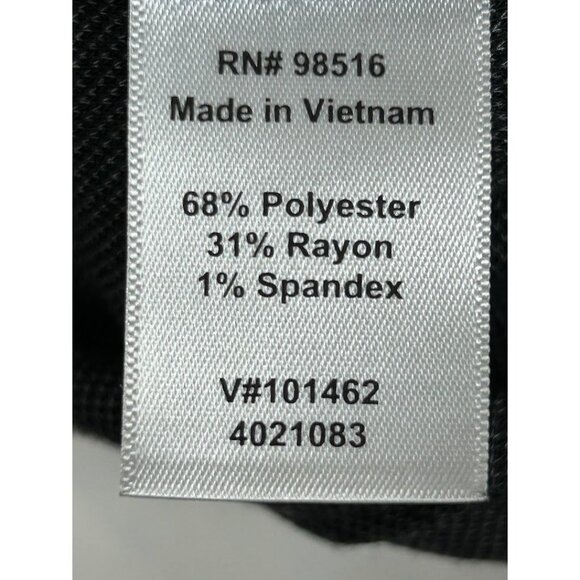 RN# 98516
Made in Vietnam
68% Polyester
31% Rayon
1% Spandex
V#101462
4021083